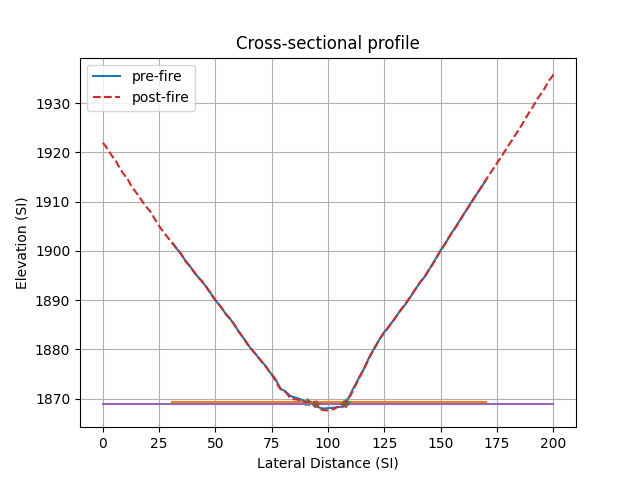 Cross-sectional profile
pre-fire
post-fire
1930
1920
1910
1900
1890
1880
1870
Elevation (SI)
0 25 50 75 100 125 150 175 200
Lateral Distance (SI)